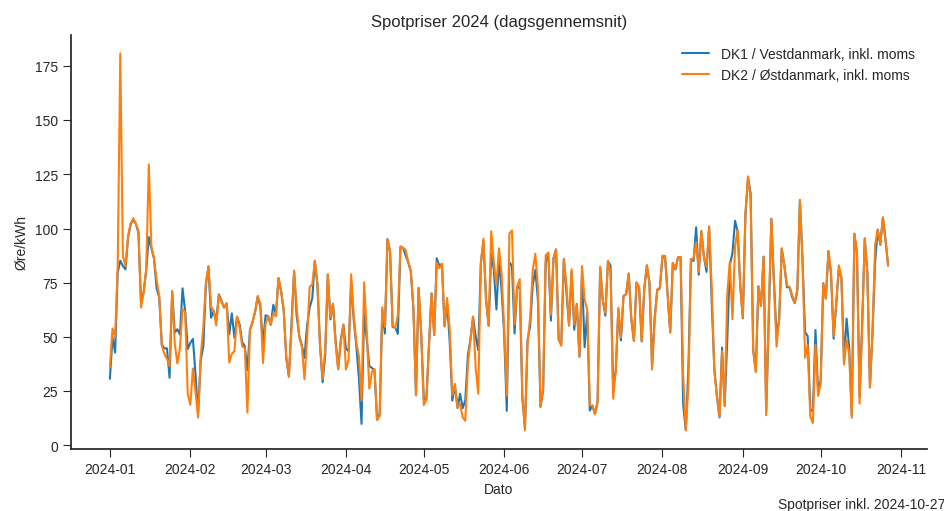 Spotpriser 2024 (dagsgennemsnit)
DK1 / Vestdanmark, inkl. moms
DK2 / Østdanmark, inkl. moms
Øre/kWh
175
150
125
100
75
50
25
0
2024-01 2024-02 2024-03 2024-04 2024-05 2024-06 2024-07 2024-08 2024-09 2024-10 2024-11
Dato
Spotpriser inkl. 2024-10-27